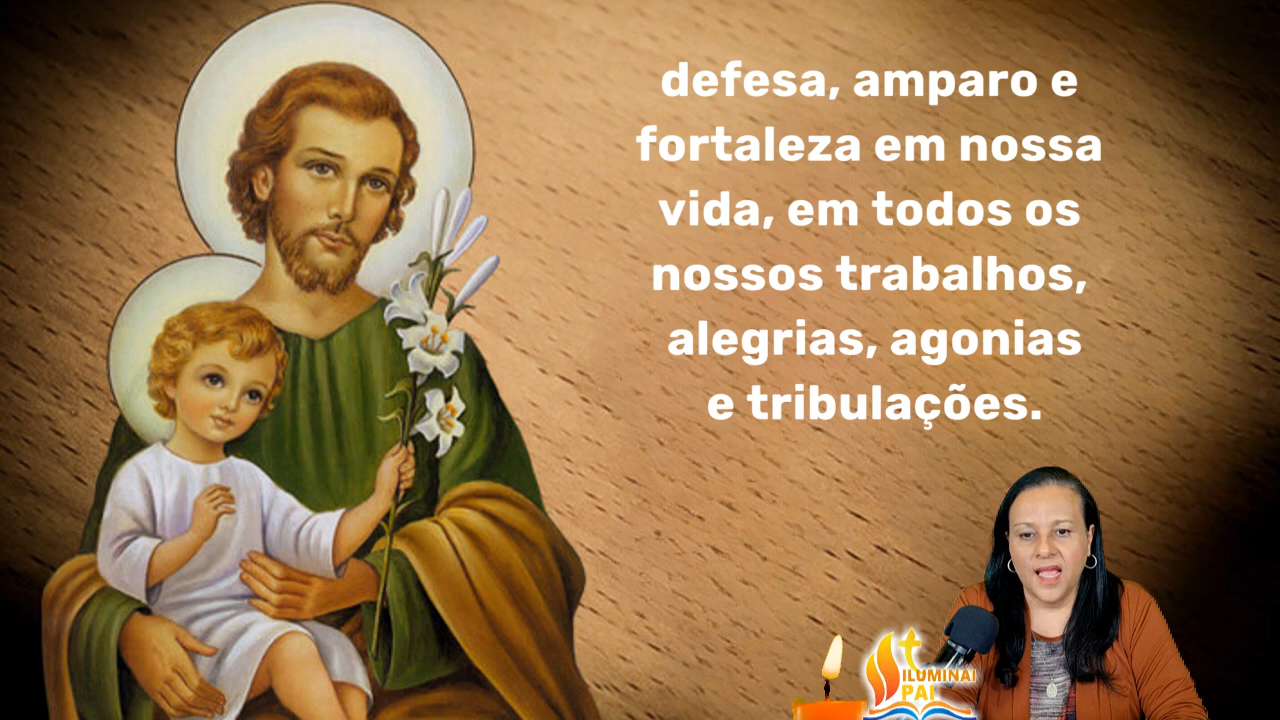 defesa, amparo e
fortaleza em nossa
vida, em todos os
nossos trabalhos,
alegrias, agonias
e tribulações.
ILUMINAI
PAI